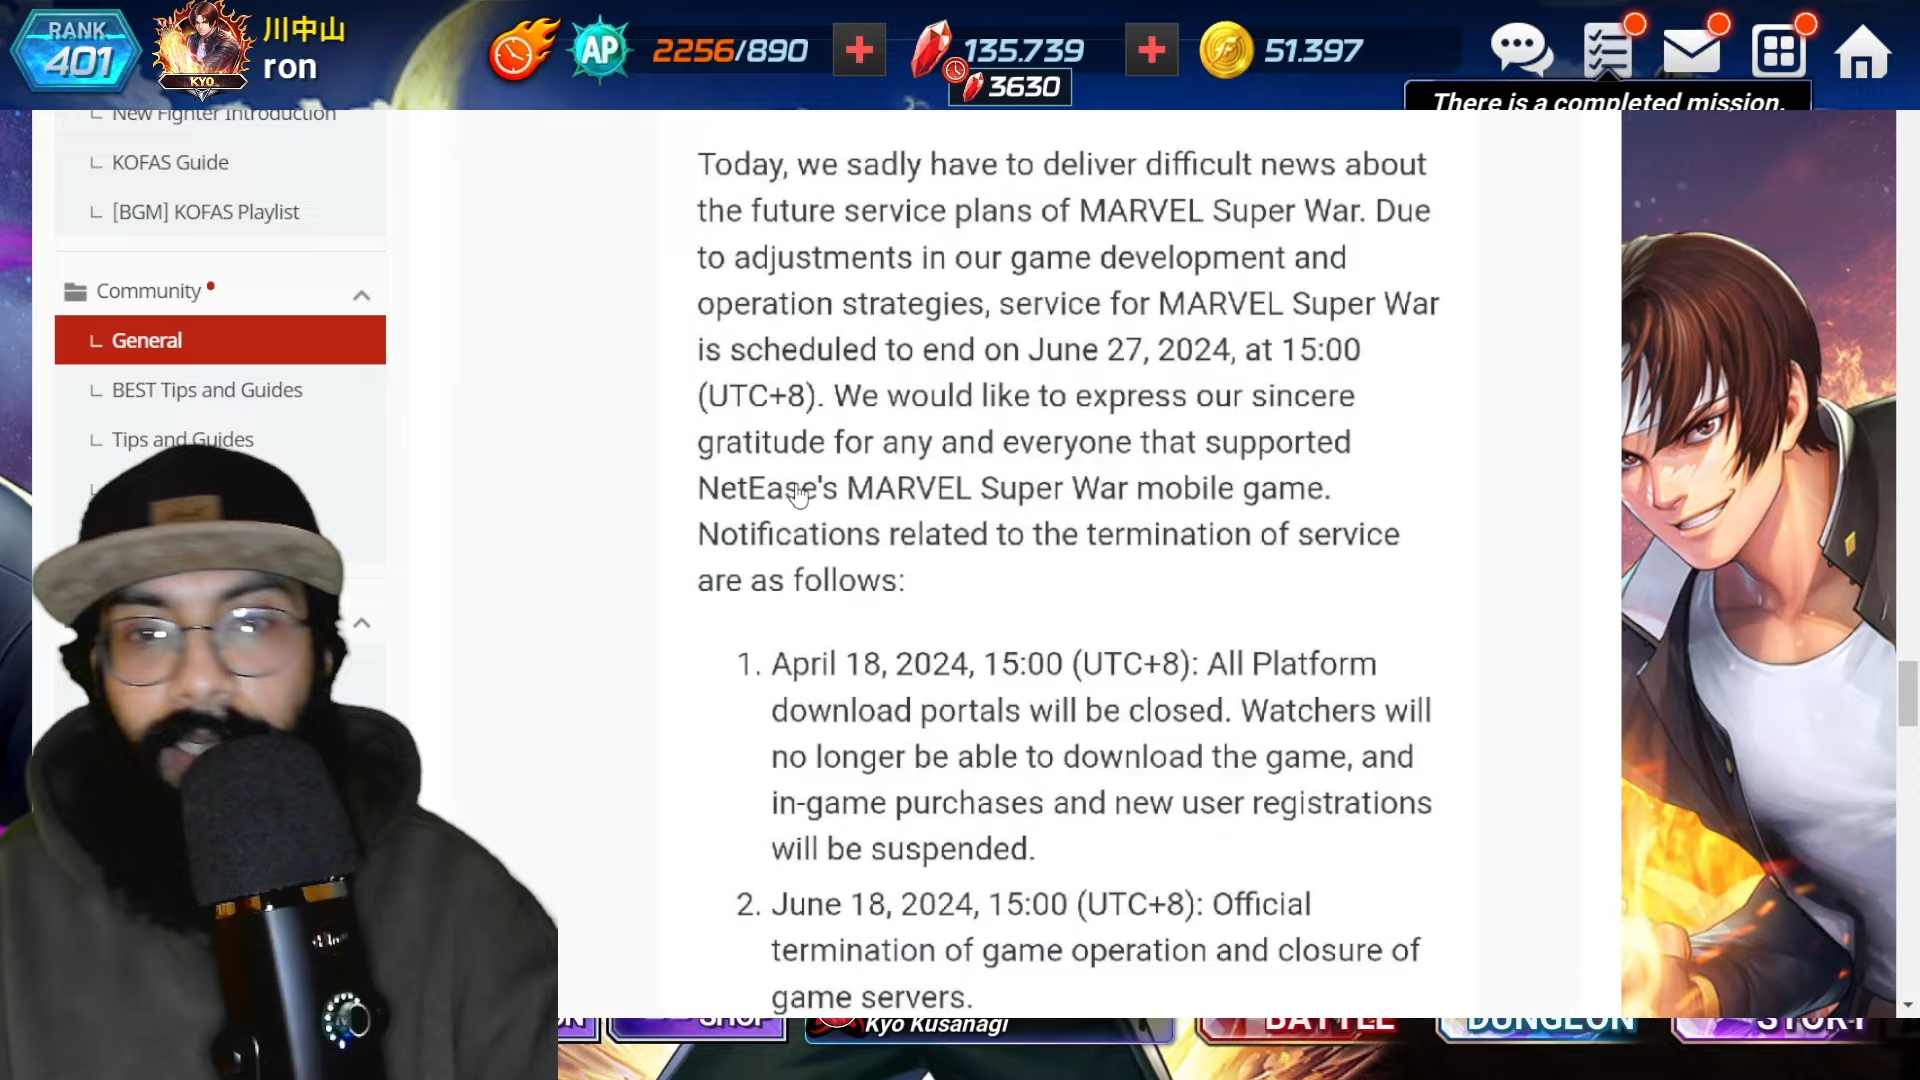 RANK
401
KYO
川中山
ron
AP
2256/890
135.739
3630
51.397
There is a completed mission.
New Fighter Introduction
KOFAS Guide
[BGM] KOFAS Playlist
Community
General
BEST Tips and Guides
Tips and Guides
Today, we sadly have to deliver difficult news about
the future service plans of MARVEL Super War. Due
to adjustments in our game development and
operation strategies, service for MARVEL Super War
is scheduled to end on June 27, 2024, at 15:00
(UTC+8). We would like to express our sincere
gratitude for any and everyone that supported
NetEase's MARVEL Super War mobile game.
Notifications related to the termination of service
are as follows:
1. April 18, 2024, 15:00 (UTC+8): All Platform
download portals will be closed. Watchers will
no longer be able to download the game, and
in-game purchases and new user registrations
will be suspended.
2. June 18, 2024, 15:00 (UTC+8): Official
termination of game operation and closure of
game servers.
SHOP
Kyo Kusanagi
BATTLE
DUNGEON
STORY